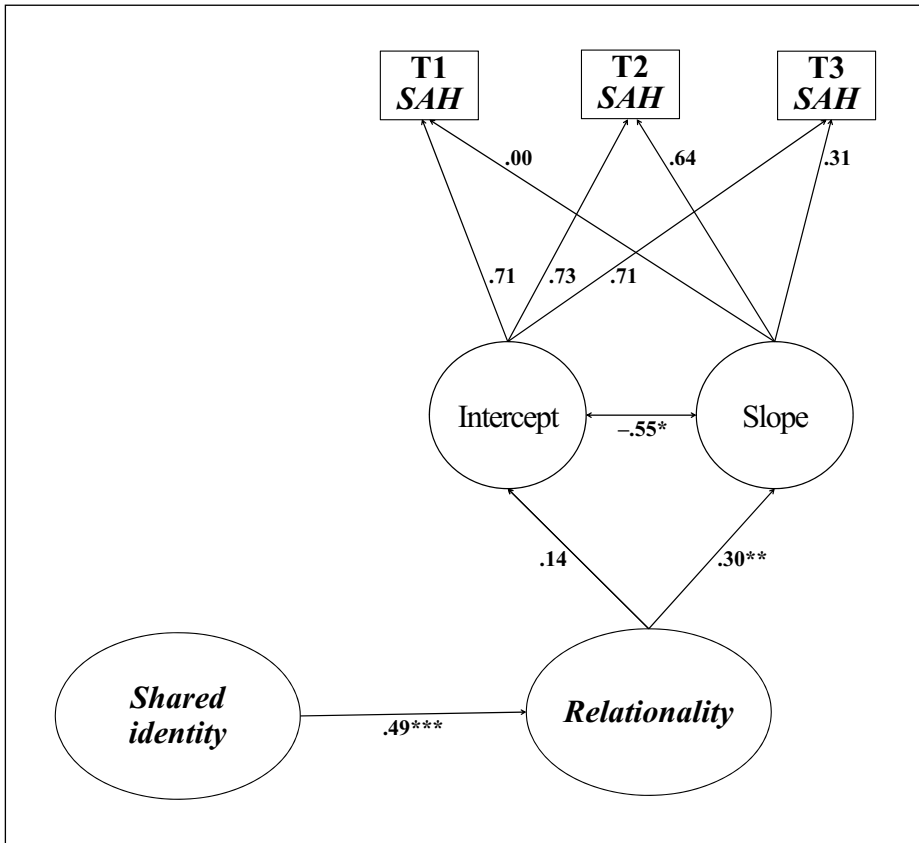 T1
SAH
T2
SAH
T3
SAH
.00
.64
.31
.71
.73
.71
Intercept
Slope
–.55*
.14
.30**
Shared
identity
Relationality
.49***